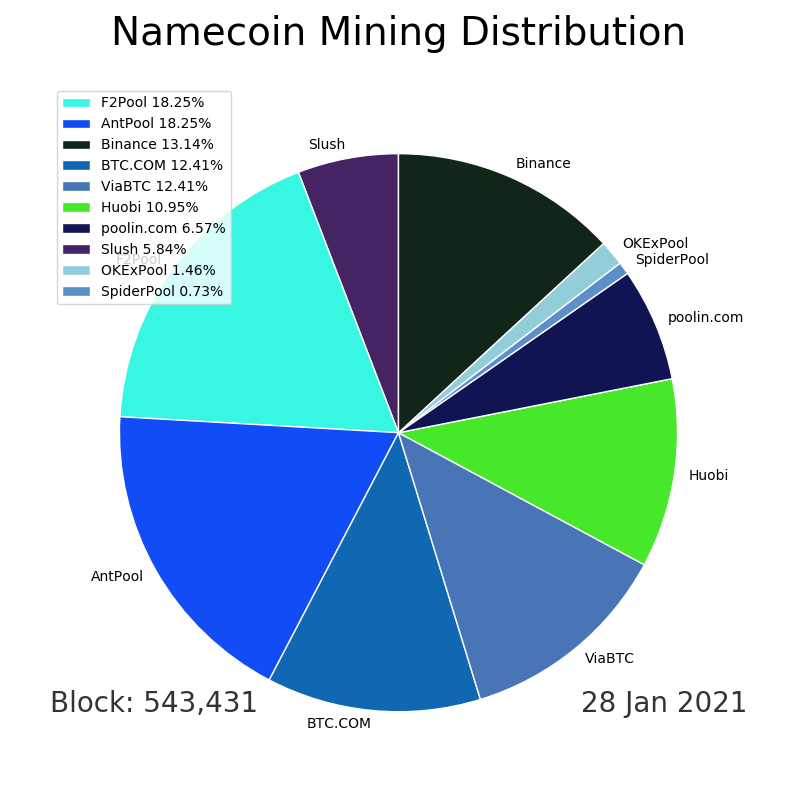 Namecoin Mining Distribution
F2Pool 18.25%
AntPool 18.25%
Binance 13.14%
BTC.COM 12.41%
ViaBTC 12.41%
Huobi 10.95%
poolin.com 6.57%
Slush 5.84%
OKExPool 1.46%
SpiderPool 0.73%
Slush
Binance
OKExPool
SpiderPool
F2Pool
poolin.com
Huobi
AntPool
ViaBTC
BTC.COM
Block: 543,431
28 Jan 2021